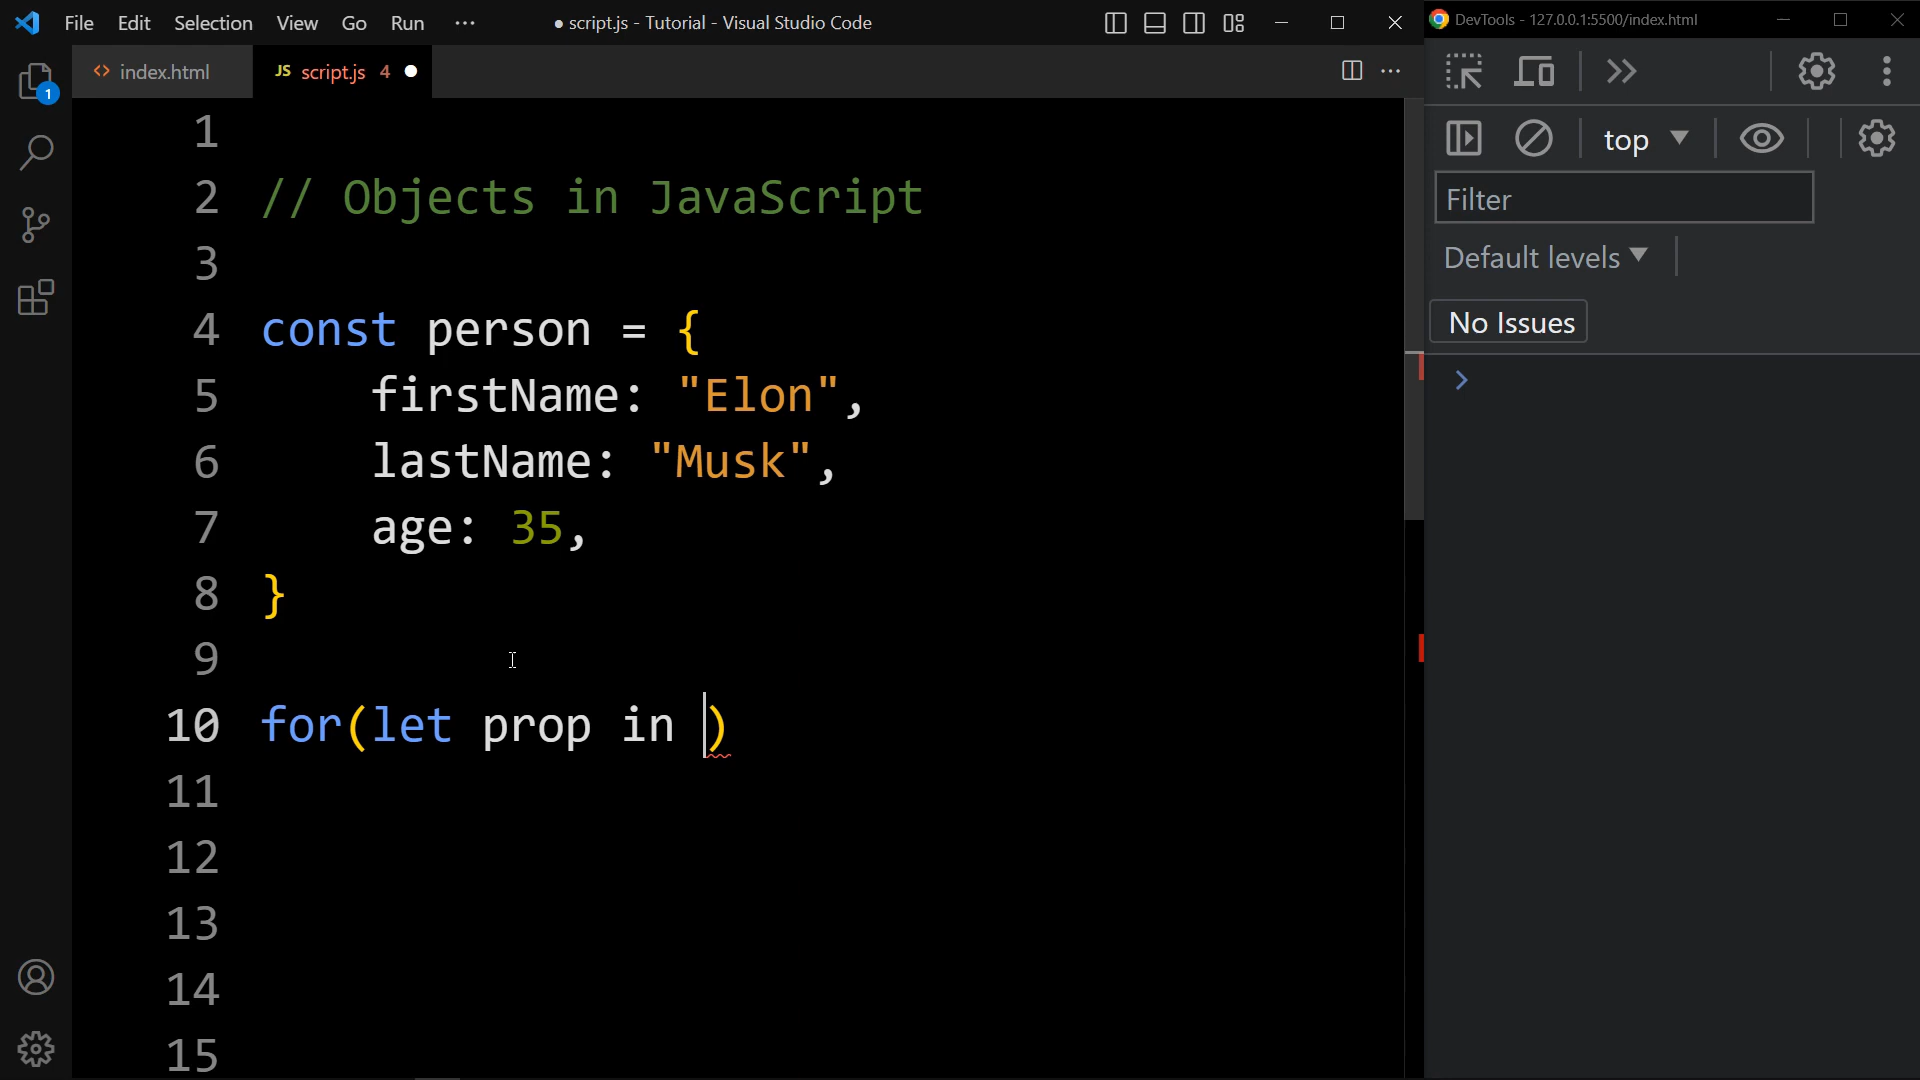 File Edit Selection View Go Run ··· ● script.js - Tutorial - Visual Studio Code
DevTools - 127.0.0.1:5500/index.html
<> index.html JS script.js 4 ●
1
top
1
2 // Objects in JavaScript
Filter
3
Default levels
4 const person = {
No Issues
5 firstName: "Elon",
6 lastName: "Musk",
7 age: 35,
8 }
9
10 for(let prop in )
11
12
13
14
15